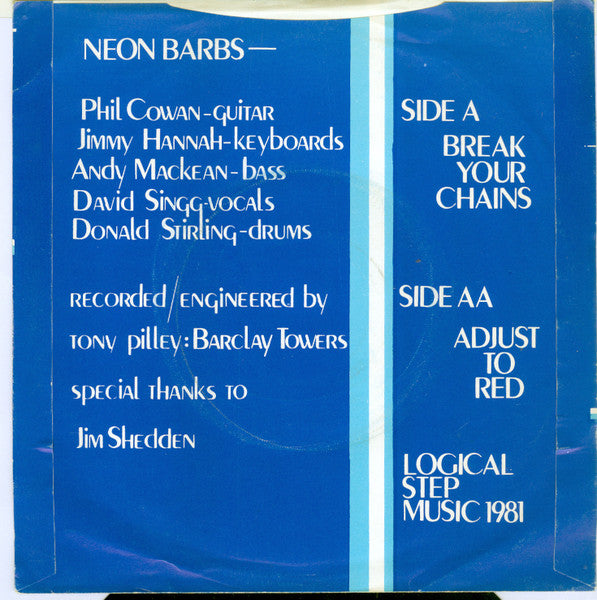 NEON BARBS—
Phil Cowan-guitar
Jimmy Hannah-keyboards
Andy Mackean-bass
David Singg-vocals
Donald Stirling-drums
RECORDED/ENGINEERED by
TONY pilley: Barclay Towers
special thanks to
Jim Shedden
SIDE A
BREAK
YOUR
CHAINS
SIDE AA
ADJUST
TO
RED
LOGICAL
STEP
MUSIC 1981